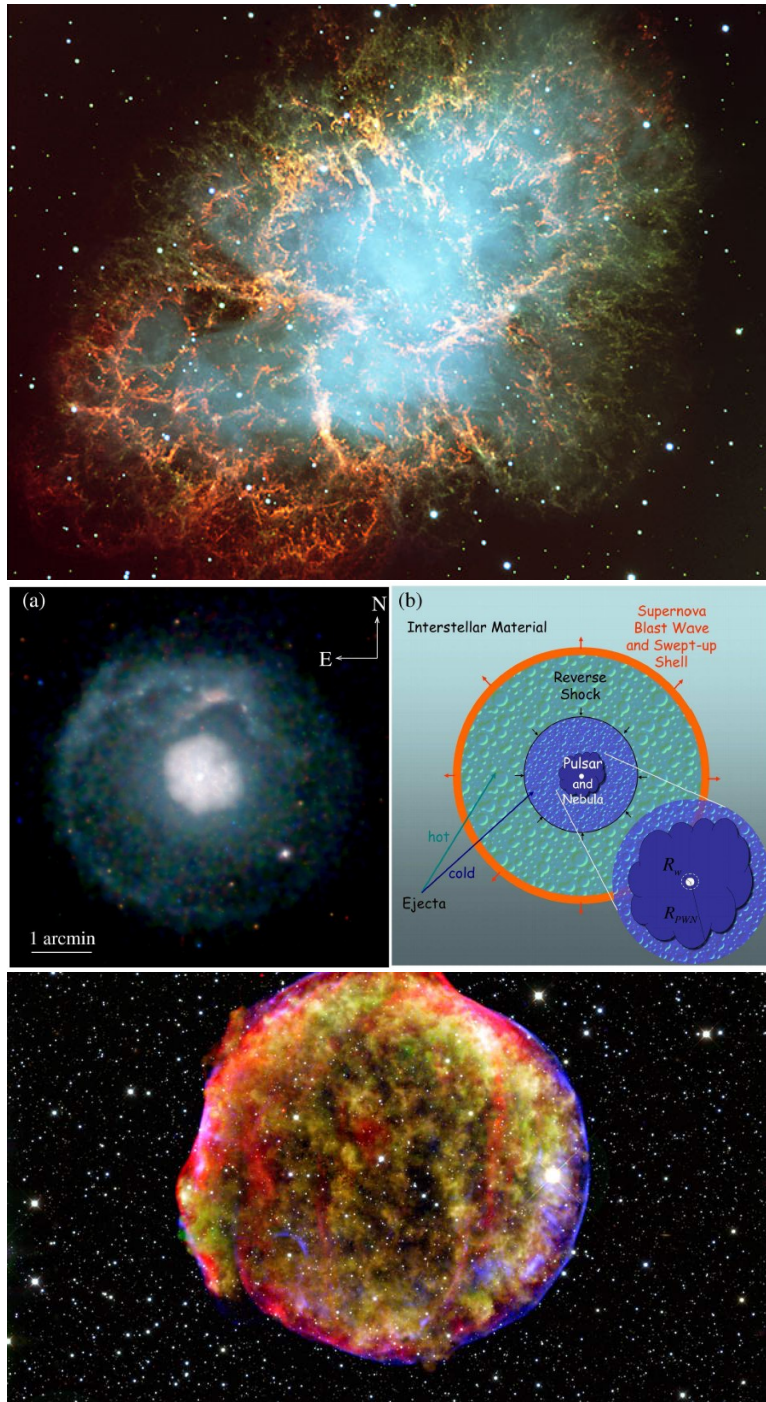 (a)
N
E
1 arcmin
(b)
Interstellar Material
Supernova
Blast Wave
and Swept-up
Shell
Reverse
Shock
Pulsar
and
Nebula
hot
cold
Ejecta
R_w
R_PWN